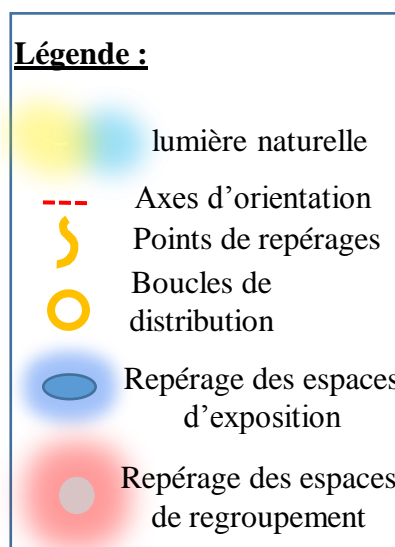 Légende :
lumière naturelle
Axes d'orientation
Points de repérages
Boucles de
distribution
Repérage des espaces
d'exposition
Repérage des espaces
de regroupement